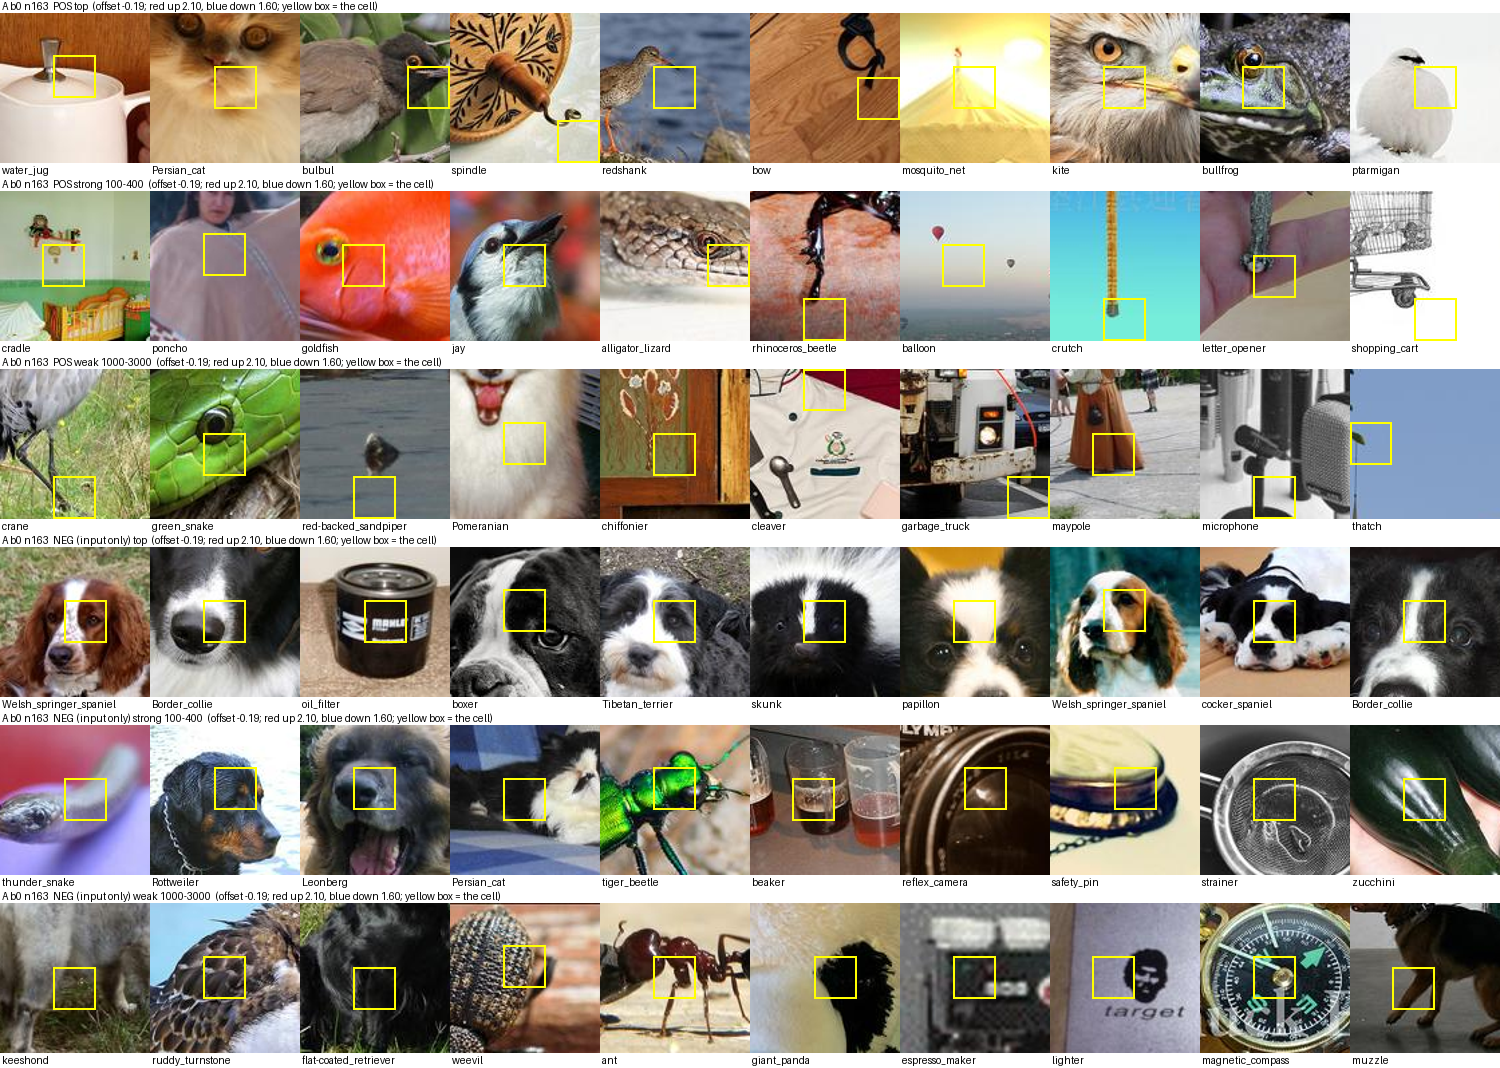 A b0 n163 POS top (offset -0.19; red up 2.10, blue down 1.60; yellow box = the cell)
water_jug Persian_cat bulbul spindle redshank bow mosquito_net kite bullfrog ptarmigan
A b0 n163 POS strong 100-400 (offset -0.19; red up 2.10, blue down 1.60; yellow box = the cell)
cradle poncho goldfish jay alligator_lizard rhinoceros_beetle balloon crutch letter_opener shopping_cart
A b0 n163 POS weak 1000-3000 (offset -0.19; red up 2.10, blue down 1.60; yellow box = the cell)
crane green_snake red-backed_sandpiper Pomeranian chiffonier cleaver garbage_truck maypole microphone thatch
A b0 n163 NEG (input only) top (offset -0.19; red up 2.10, blue down 1.60; yellow box = the cell)
MAHLE
Welsh_springer_spaniel Border_collie oil_filter boxer Tibetan_terrier skunk papillon Welsh_springer_spaniel cocker_spaniel Border_collie
A b0 n163 NEG (input only) strong 100-400 (offset -0.19; red up 2.10, blue down 1.60; yellow box = the cell)
thunder_snake Rottweiler Leonberg Persian_cat tiger_beetle beaker reflex_camera safety_pin strainer zucchini
A b0 n163 NEG (input only) weak 1000-3000 (offset -0.19; red up 2.10, blue down 1.60; yellow box = the cell)
target
keeshond ruddy_turnstone flat-coated_retriever weevil ant giant_panda espresso_maker lighter magnetic_compass muzzle